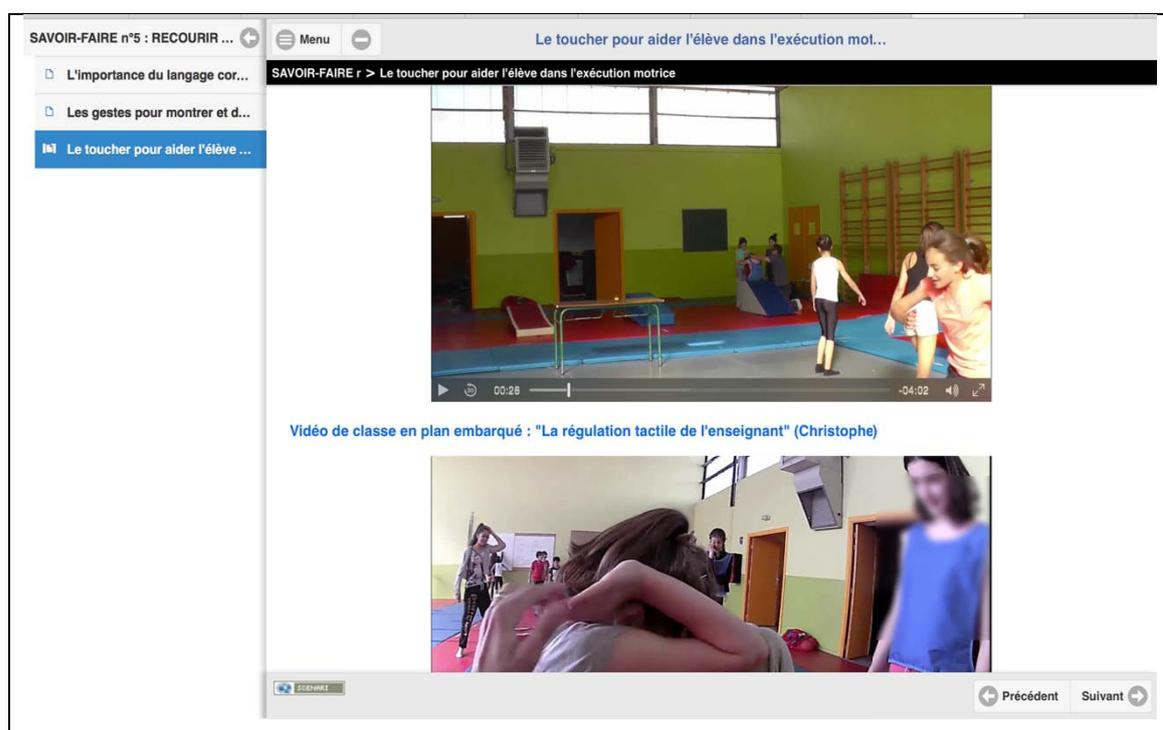 SAVOIR-FAIRE n°5 : RECOURIR ...
Menu
Le toucher pour aider l'élève dans l'exécution mot...
L'importance du langage cor...
SAVOIR-FAIRE r > Le toucher pour aider l'élève dans l'exécution motrice
Les gestes pour montrer et d...
Le toucher pour aider l'élève ...
30
00:26
-04:02
Vidéo de classe en plan embarqué : "La régulation tactile de l'enseignant" (Christophe)
SCENARI
Précédent
Suivant